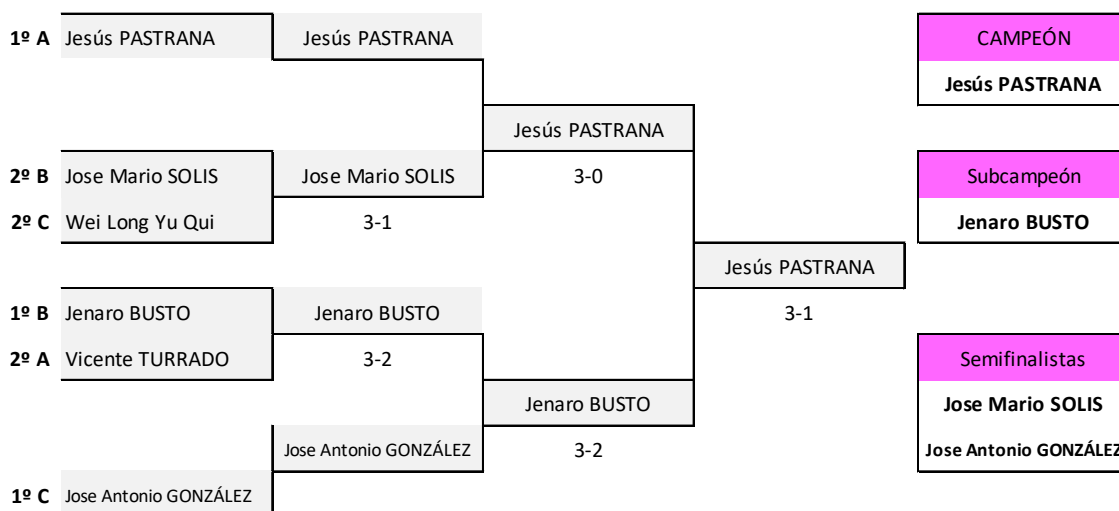 1º A Jesús PASTRANA Jesús PASTRANA CAMPEÓN
Jesús PASTRANA
Jesús PASTRANA
2º B Jose Mario SOLIS Jose Mario SOLIS 3-0 Subcampeón
2º C Wei Long Yu Qui 3-1 Jenaro BUSTO
Jesús PASTRANA
1º B Jenaro BUSTO Jenaro BUSTO 3-1
2º A Vicente TURRADO 3-2 Semifinalistas
Jenaro BUSTO Jose Mario SOLIS
Jose Antonio GONZÁLEZ 3-2 Jose Antonio GONZÁLEZ
1º C Jose Antonio GONZÁLEZ